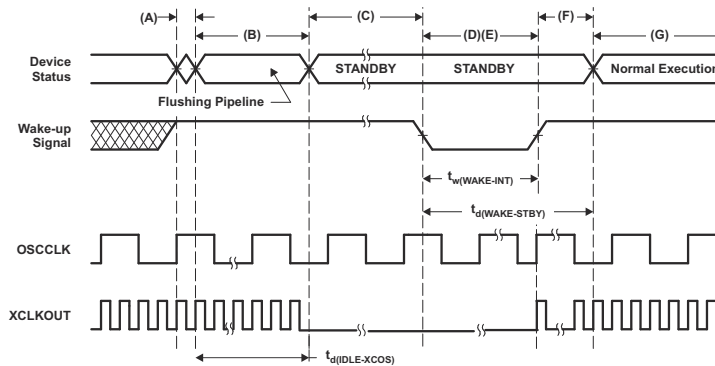 (A)
(B)
(C)
(D)(E)
(F)
(G)
Device
Status
STANDBY
STANDBY
Normal Execution
Flushing Pipeline
Wake-up
Signal
tw(WAKE-INT)
td(WAKE-STBY)
OSCCLK
XCLKOUT
td(IDLE-XCOS)